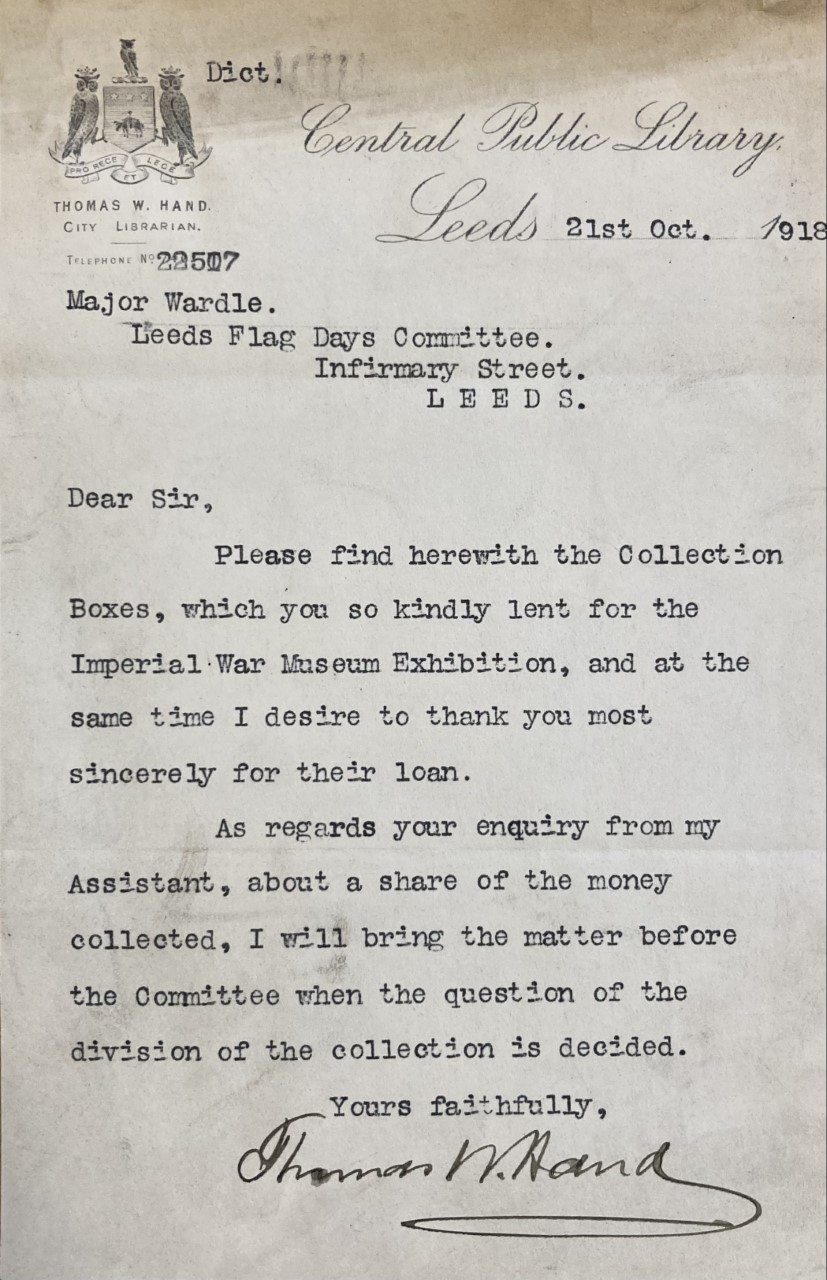 Dict.
Central Public Library.
PRO REGE ET LEGE
THOMAS W. HAND.
CITY LIBRARIAN.
Leeds 21st Oct. 1918
TELEPHONE No.
Major Wardle.
Leeds Flag Days Committee.
Infirmary Street.
L E E D S.
Dear Sir,
Please find herewith the Collection
Boxes, which you so kindly lent for the
Imperial War Museum Exhibition, and at the
same time I desire to thank you most
sincerely for their loan.
As regards your enquiry from my
Assistant, about a share of the money
collected, I will bring the matter before
the Committee when the question of the
division of the collection is decided.
Yours faithfully,
Thomas W. Hand